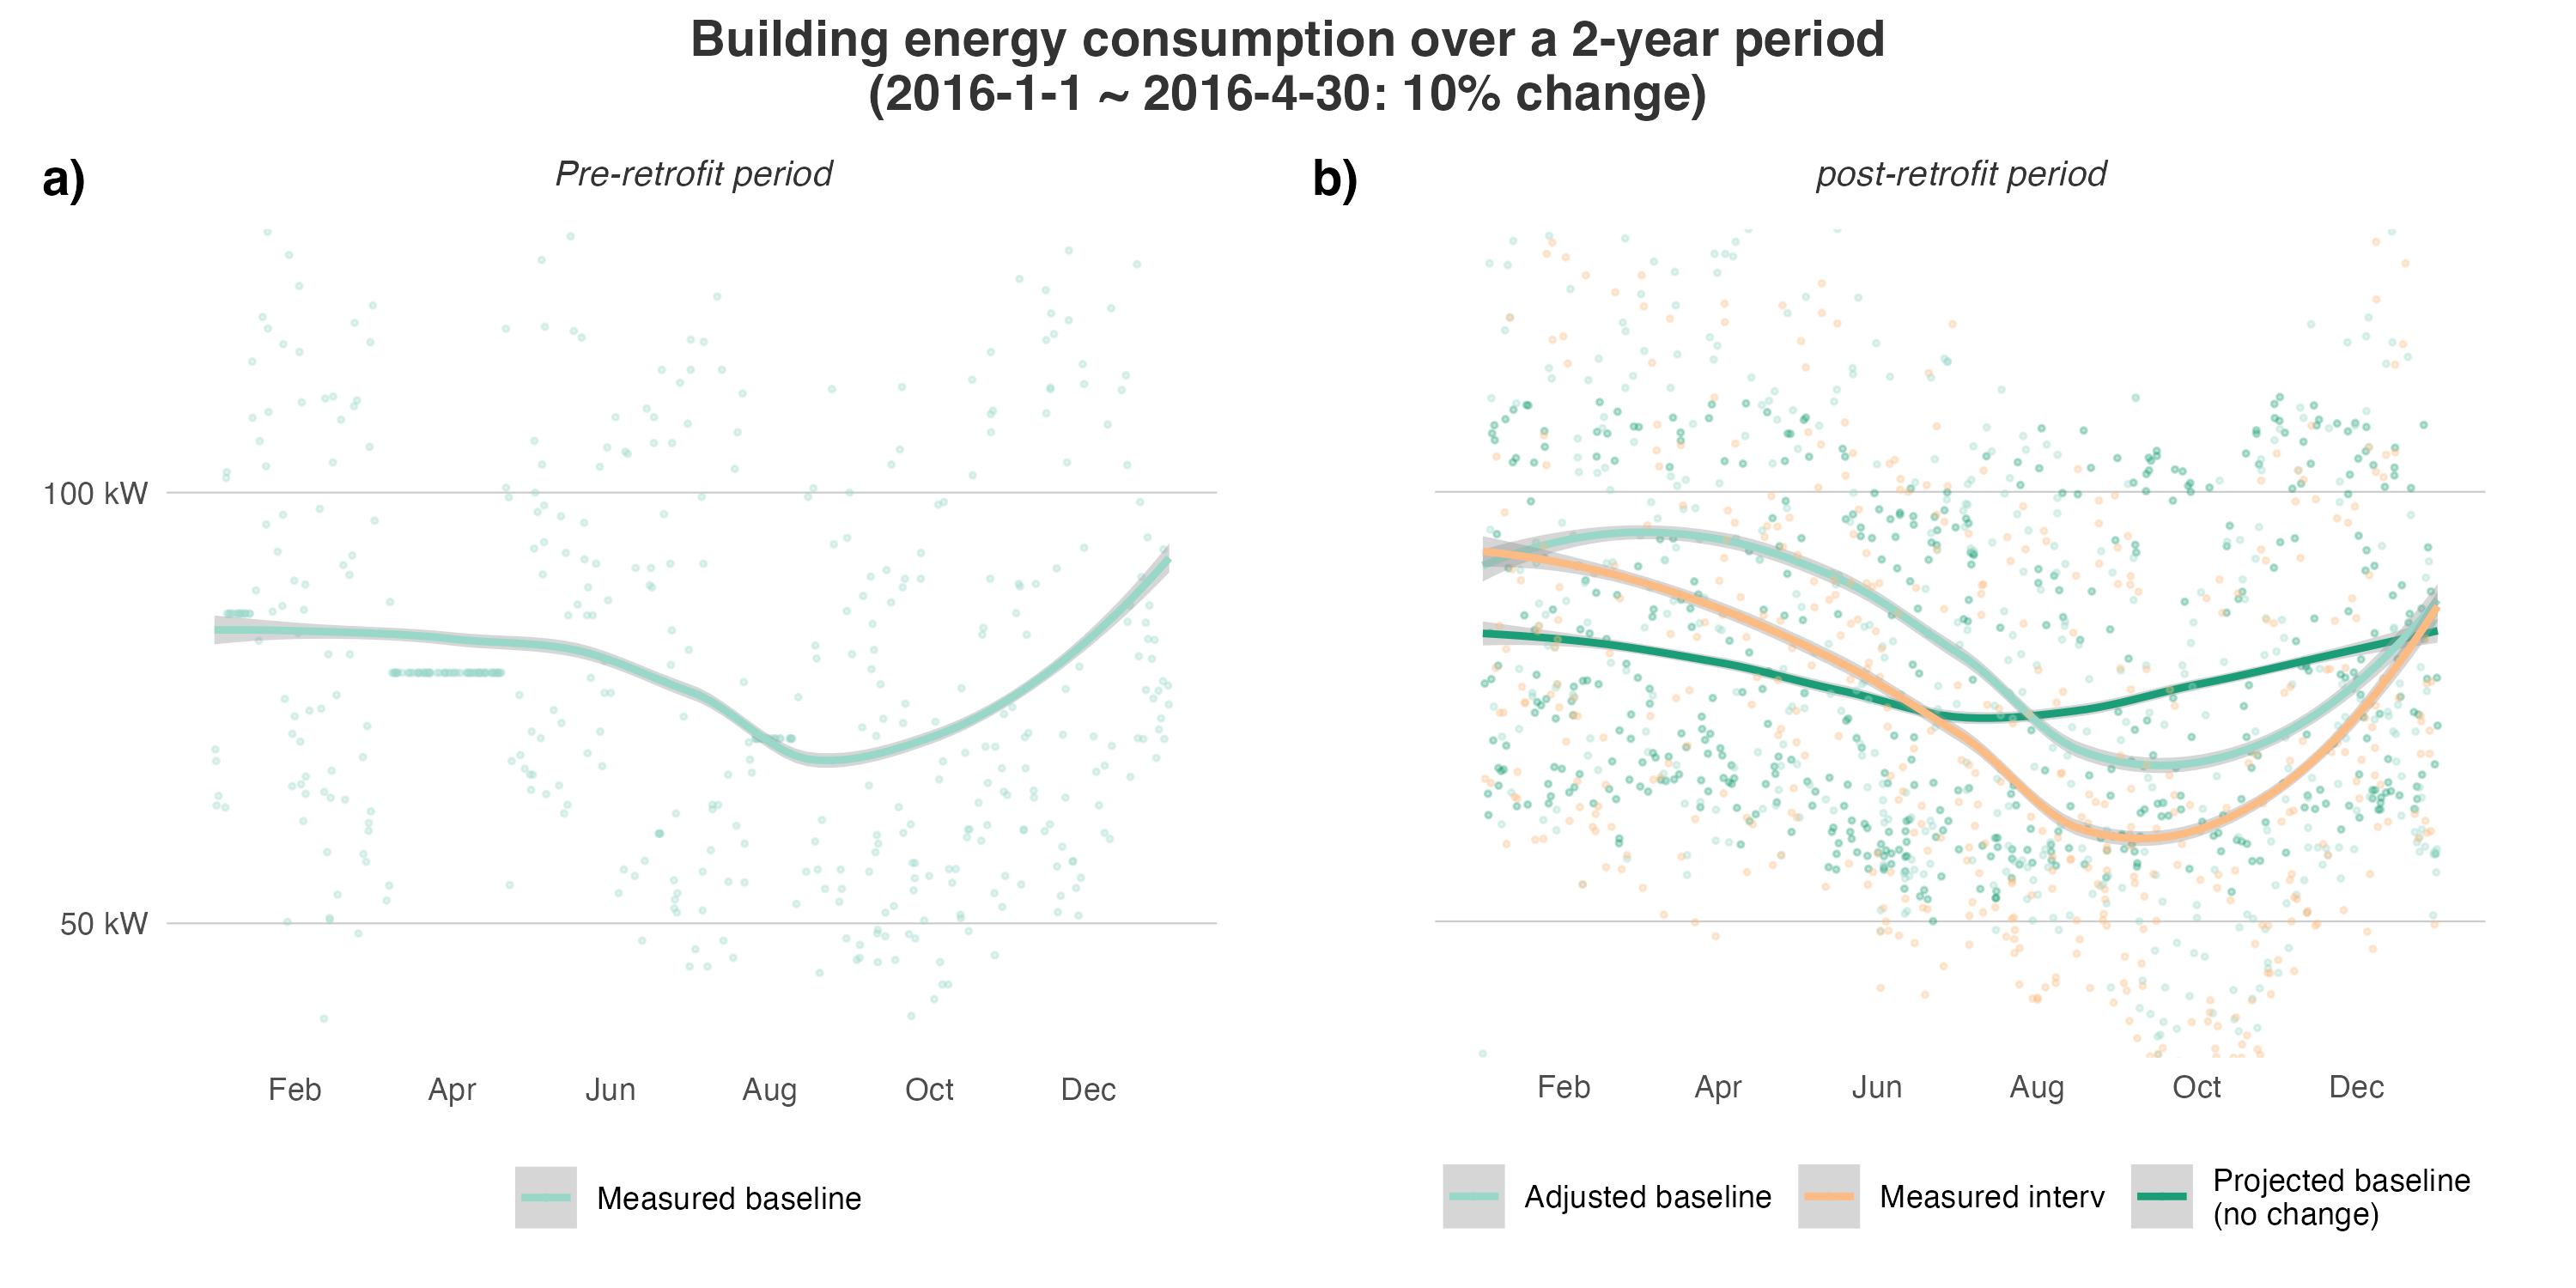 Building energy consumption over a 2-year period
(2016-1-1 ~ 2016-4-30: 10% change)
a)
Pre-retrofit period
100 kW
50 kW
Feb Apr Jun Aug Oct Dec
Measured baseline
b)
post-retrofit period
Feb Apr Jun Aug Oct Dec
Adjusted baseline
Measured interv
Projected baseline
(no change)